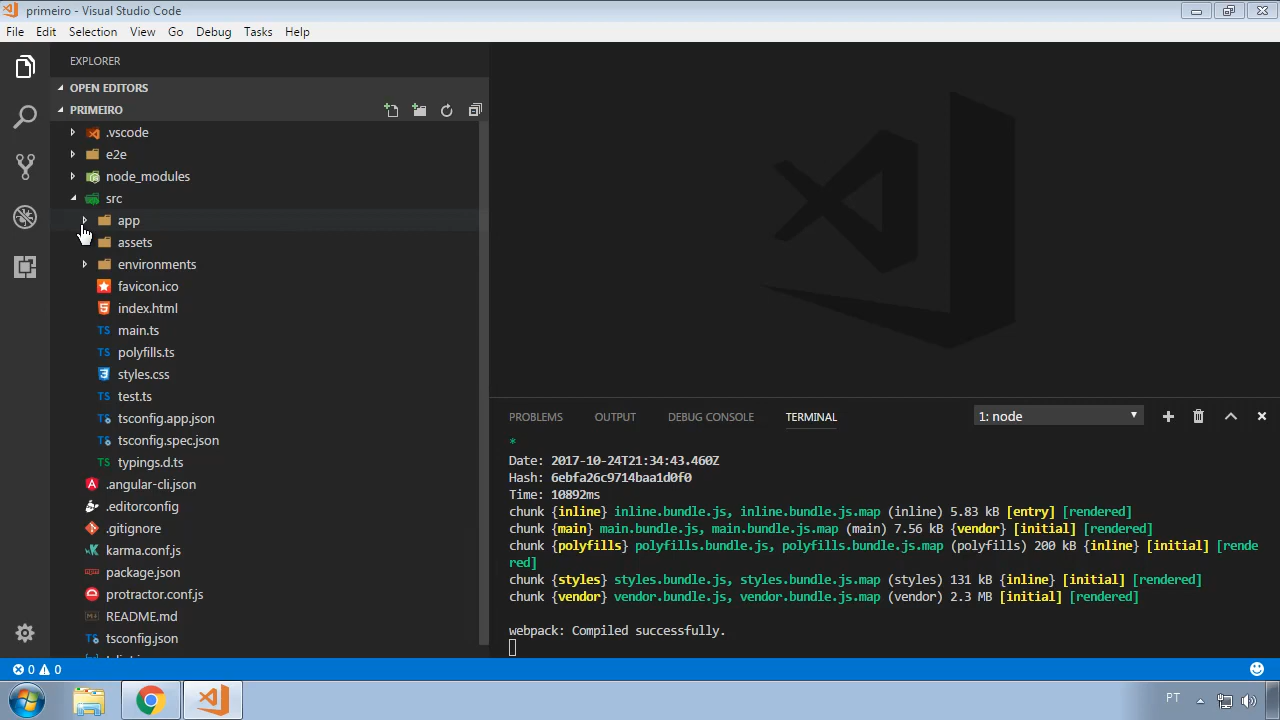 primeiro - Visual Studio Code
File Edit Selection View Go Debug Tasks Help
EXPLORER
OPEN EDITORS
PRIMEIRO
.vscode
e2e
node_modules
src
app
assets
environments
favicon.ico
index.html
main.ts
polyfills.ts
styles.css
test.ts
tsconfig.app.json
tsconfig.spec.json
typings.d.ts
.angular-cli.json
.editorconfig
.gitignore
karma.conf.js
package.json
protractor.conf.js
README.md
tsconfig.json
PROBLEMS OUTPUT DEBUG CONSOLE TERMINAL 1: node
*
Date: 2017-10-24T21:34:43.460Z
Hash: 6ebfa26c9714baa1d0f0
Time: 10892ms
chunk {inline} inline.bundle.js, inline.bundle.js.map (inline) 5.83 kB [entry] [rendered]
chunk {main} main.bundle.js, main.bundle.js.map (main) 7.56 kB {vendor} [initial] [rendered]
chunk {polyfills} polyfills.bundle.js, polyfills.bundle.js.map (polyfills) 200 kB {inline} [initial] [rende
red]
chunk {styles} styles.bundle.js, styles.bundle.js.map (styles) 131 kB {inline} [initial] [rendered]
chunk {vendor} vendor.bundle.js, vendor.bundle.js.map (vendor) 2.3 MB [initial] [rendered]
webpack: Compiled successfully.
0 0
PT